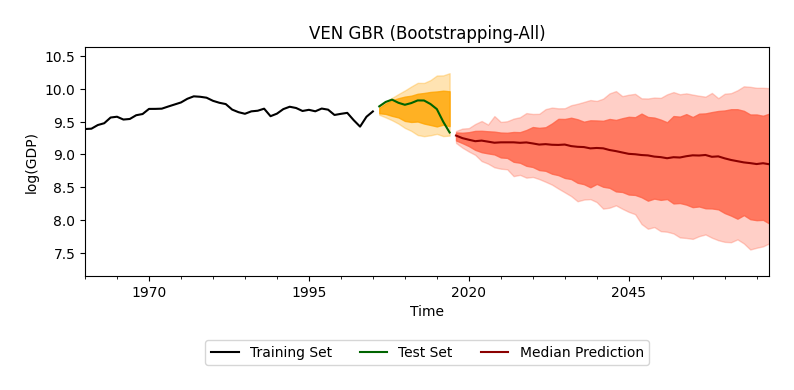 VEN GBR (Bootstrapping-All)
10.5
10.0
9.5
9.0
8.5
8.0
7.5
log(GDP)
1970 1995 2020 2045
Time
Training Set Test Set Median Prediction